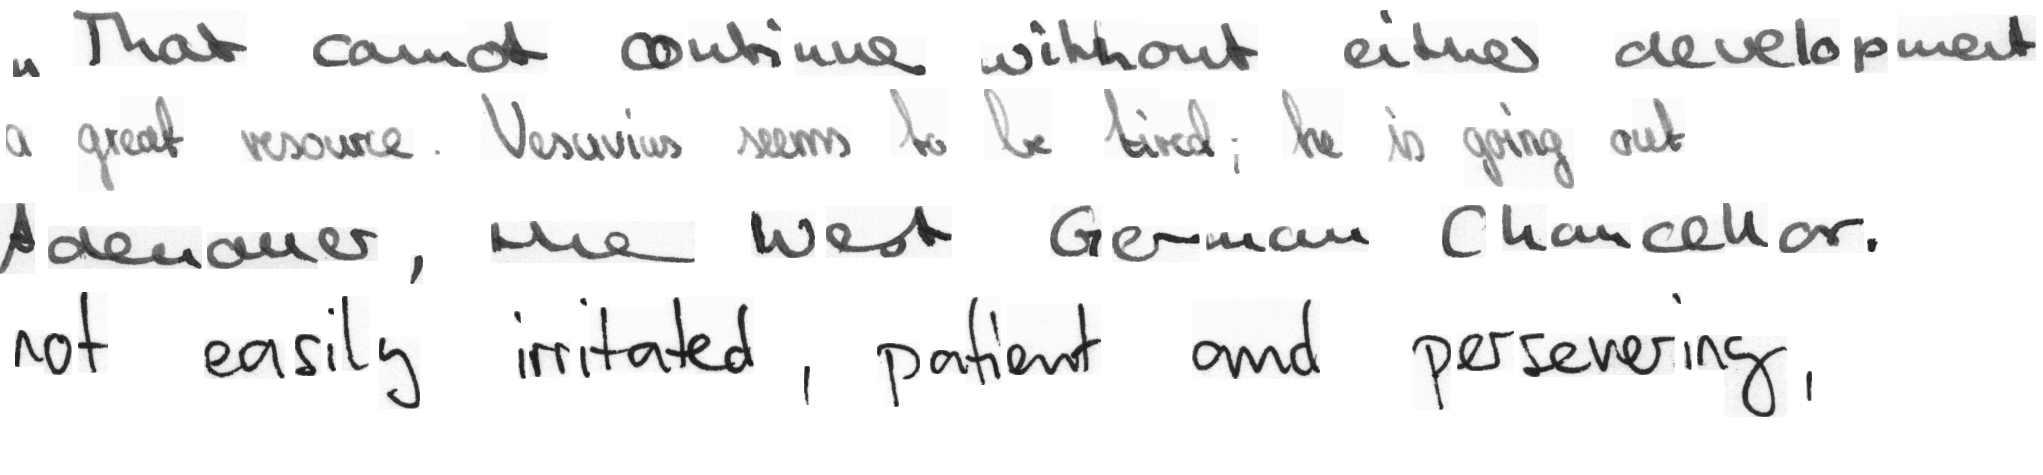 „That cannot continue without either development
a great resource. Vesuvius seems to be tired; he is going out
Adenauer, the West German Chancellor.
not easily irritated, patient and persevering,